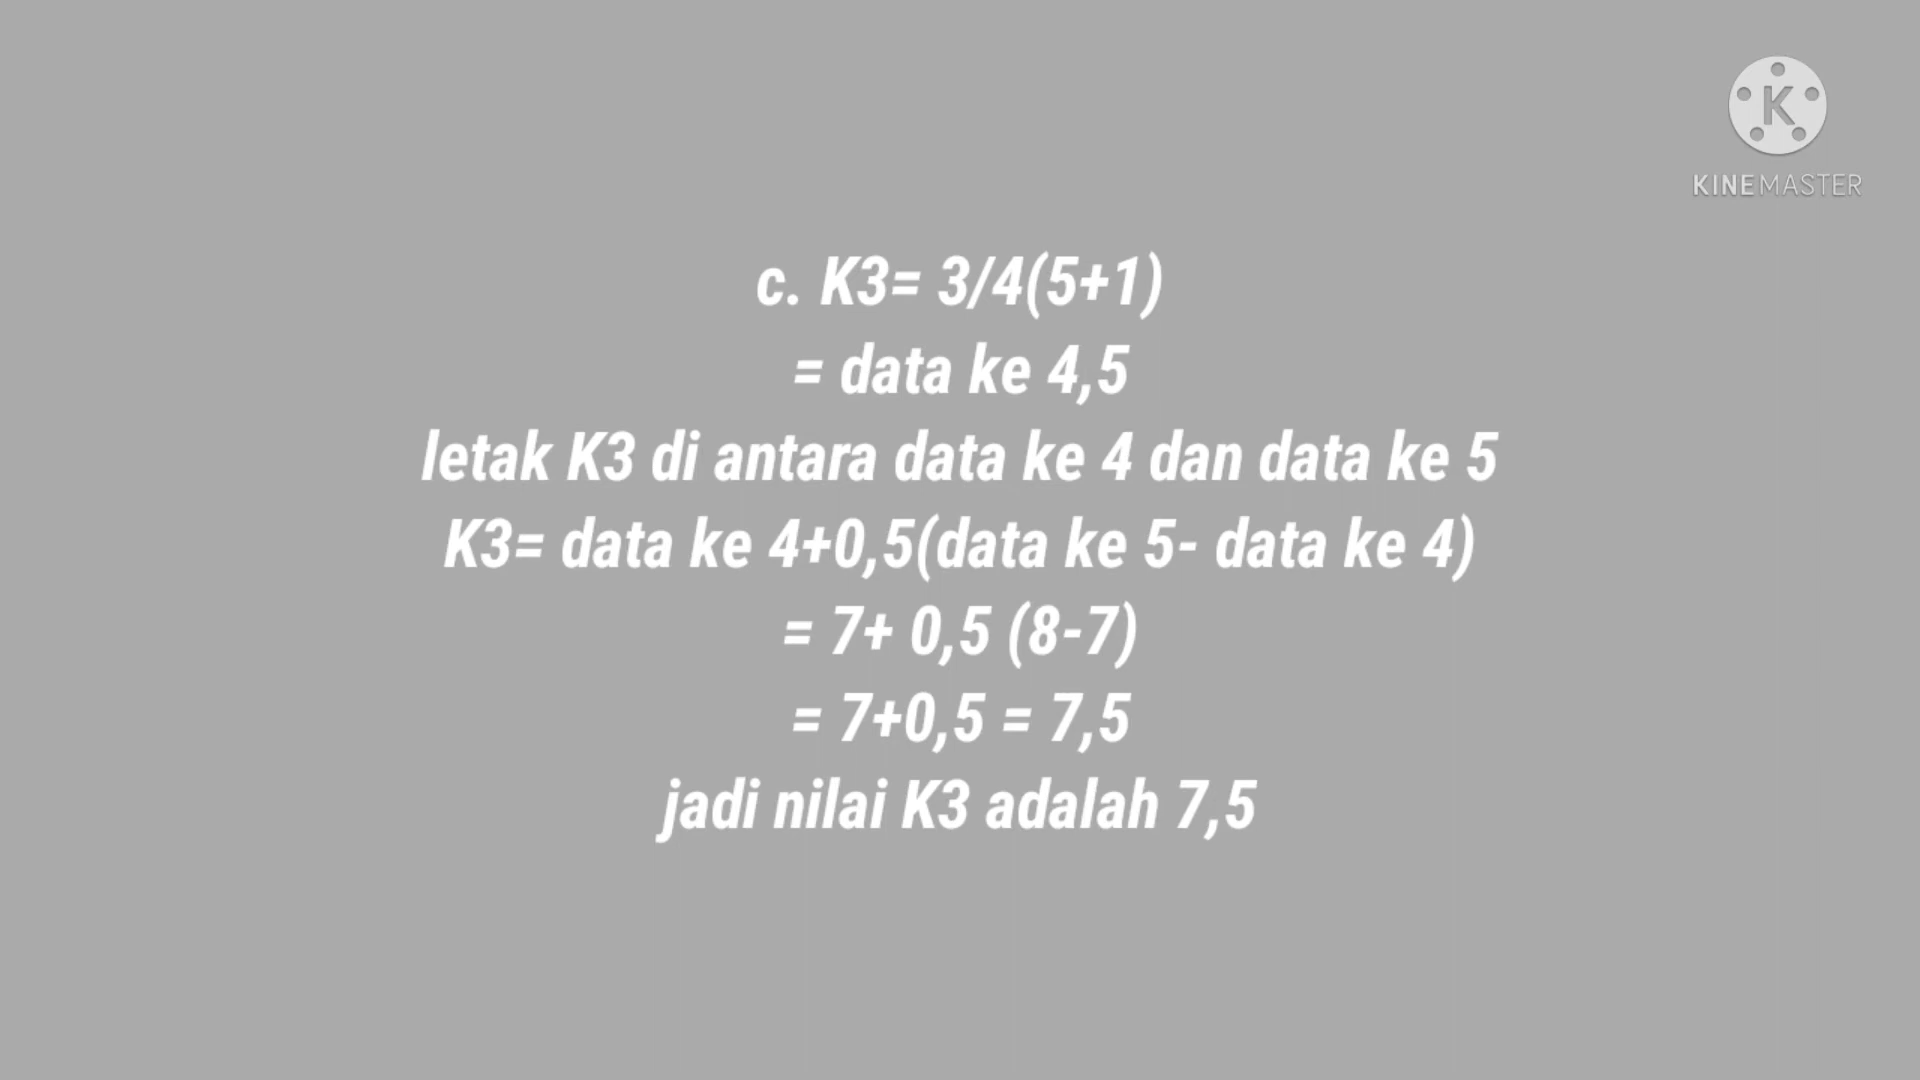 K
KINEMASTER
c. K3= 3/4(5+1)
= data ke 4,5
letak K3 di antara data ke 4 dan data ke 5
K3= data ke 4+0,5(data ke 5- data ke 4)
= 7+ 0,5 (8-7)
= 7+0,5 = 7,5
jadi nilai K3 adalah 7,5